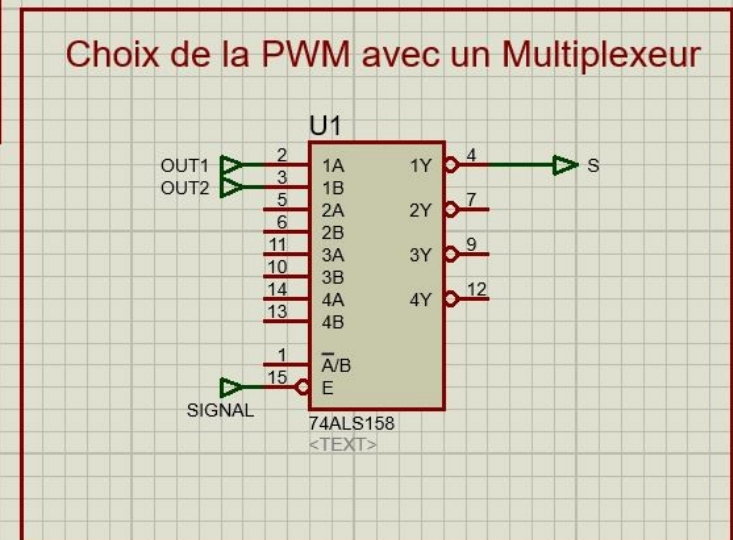 Choix de la PWM avec un Multiplexeur
U1
OUT1 2 1A 1Y 4 S
OUT2 3 1B
5 2A 2Y 7
6 2B
11 3A 3Y 9
10 3B
14 4A 4Y 12
13 4B
1 A̅/B
15 E
SIGNAL
74ALS158
<TEXT>